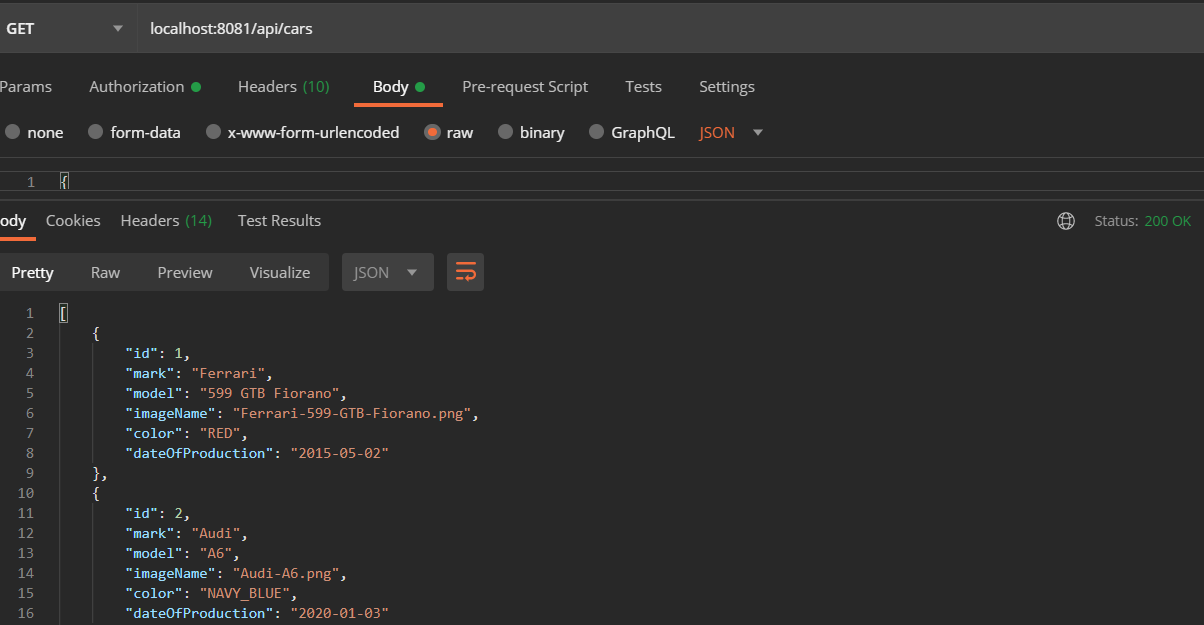 GET localhost:8081/api/cars
Params Authorization Headers (10) Body Pre-request Script Tests Settings
none form-data x-www-form-urlencoded raw binary GraphQL JSON
1 {
ody Cookies Headers (14) Test Results Status: 200 OK
Pretty Raw Preview Visualize JSON
1 [
2 {
3 "id": 1,
4 "mark": "Ferrari",
5 "model": "599 GTB Fiorano",
6 "imageName": "Ferrari-599-GTB-Fiorano.png",
7 "color": "RED",
8 "dateOfProduction": "2015-05-02"
9 },
10 {
11 "id": 2,
12 "mark": "Audi",
13 "model": "A6",
14 "imageName": "Audi-A6.png",
15 "color": "NAVY_BLUE",
16 "dateOfProduction": "2020-01-03"